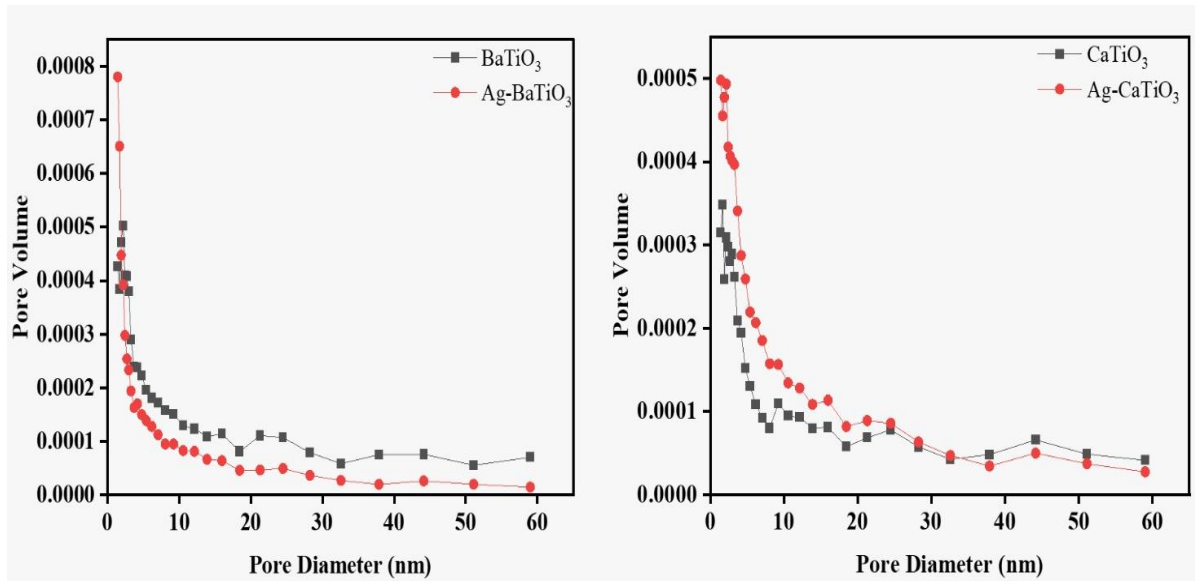 BaTiO₃
Ag-BaTiO₃
0.0008
0.0007
0.0006
0.0005
0.0004
0.0003
0.0002
0.0001
0.0000
Pore Volume
0 10 20 30 40 50 60
Pore Diameter (nm)
CaTiO₃
Ag-CaTiO₃
0.0005
0.0004
0.0003
0.0002
0.0001
0.0000
Pore Volume
0 10 20 30 40 50 60
Pore Diameter (nm)